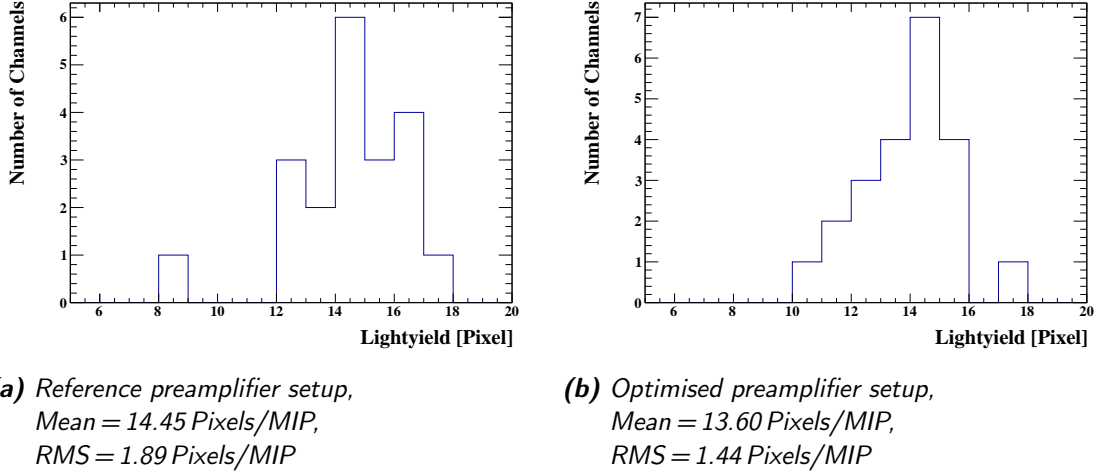 Number of Channels
6
5
4
3
2
1
0
6 8 10 12 14 16 18 20
Lightyield [Pixel]
Number of Channels
7
6
5
4
3
2
1
0
6 8 10 12 14 16 18 20
Lightyield [Pixel]
a) Reference preamplifier setup,
Mean = 14.45 Pixels/MIP,
RMS = 1.89 Pixels/MIP
(b) Optimised preamplifier setup,
Mean = 13.60 Pixels/MIP,
RMS = 1.44 Pixels/MIP